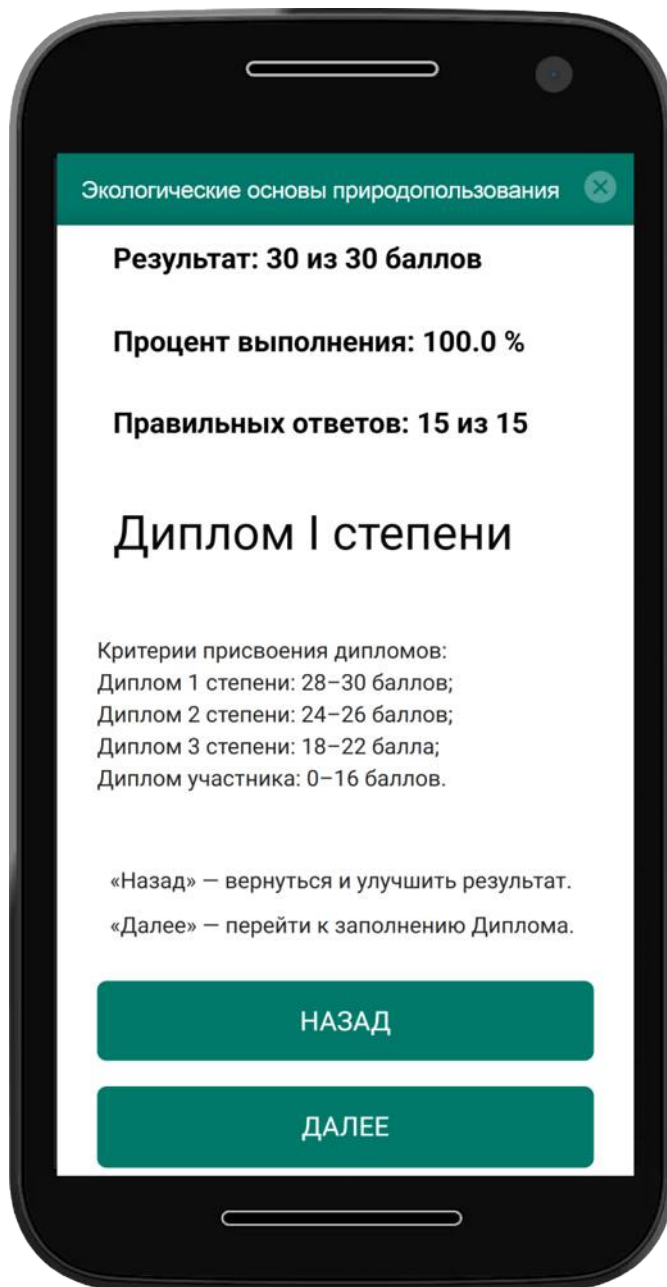 Экологические основы природопользования
Результат: 30 из 30 баллов
Процент выполнения: 100.0 %
Правильных ответов: 15 из 15
Диплом I степени
Критерии присвоения дипломов:
Диплом 1 степени: 28–30 баллов;
Диплом 2 степени: 24–26 баллов;
Диплом 3 степени: 18–22 балла;
Диплом участника: 0–16 баллов.
«Назад» — вернуться и улучшить результат.
«Далее» — перейти к заполнению Диплома.
НАЗАД
ДАЛЕЕ